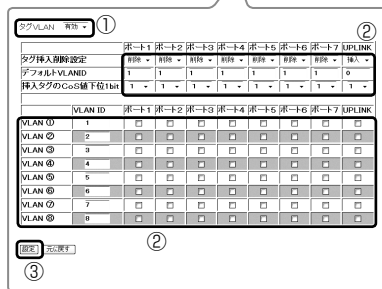 タグVLAN 有効 ①
②
ポート1 ポート2 ポート3 ポート4 ポート5 ポート6 ポート7 UPLINK
タグ挿入削除設定 削除 削除 削除 削除 削除 削除 削除 挿入
デフォルトVLANID 1 1 1 1 1 1 1 0
挿入タグのCoS値下位1bit 1 1 1 1 1 1 1 1
VLAN ID ポート1 ポート2 ポート3 ポート4 ポート5 ポート6 ポート7 UPLINK
VLAN ① 1
VLAN ② 2
VLAN ③ 3
VLAN ④ 4
VLAN ⑤ 5
VLAN ⑥ 6
VLAN ⑦ 7
VLAN ⑧ 8
②
設定 元に戻す
③